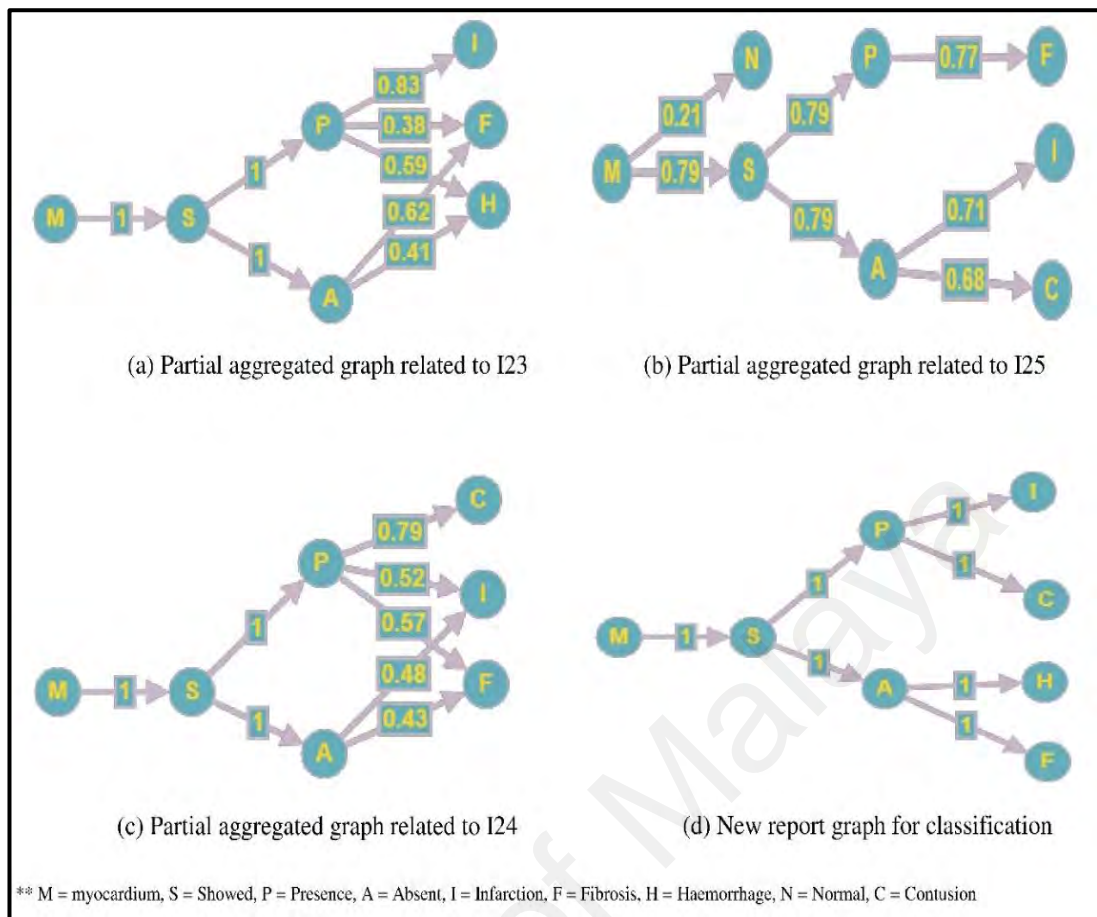 I
0.83
P
0.38
F
0.59
1
H
M
1
S
0.62
1
0.41
A
(a) Partial aggregated graph related to I23
N
P
0.77
F
0.21
0.79
M
0.79
S
I
0.79
0.71
A
0.68
C
(b) Partial aggregated graph related to I25
C
0.79
P
0.52
I
0.57
1
M
1
S
0.48
F
1
0.43
A
(c) Partial aggregated graph related to I24
I
1
P
1
C
1
M
1
S
1
A
1
H
1
F
(d) New report graph for classification
** M = myocardium, S = Showed, P = Presence, A = Absent, I = Infarction, F = Fibrosis, H = Haemorrhage, N = Normal, C = Contusion
of Malaya